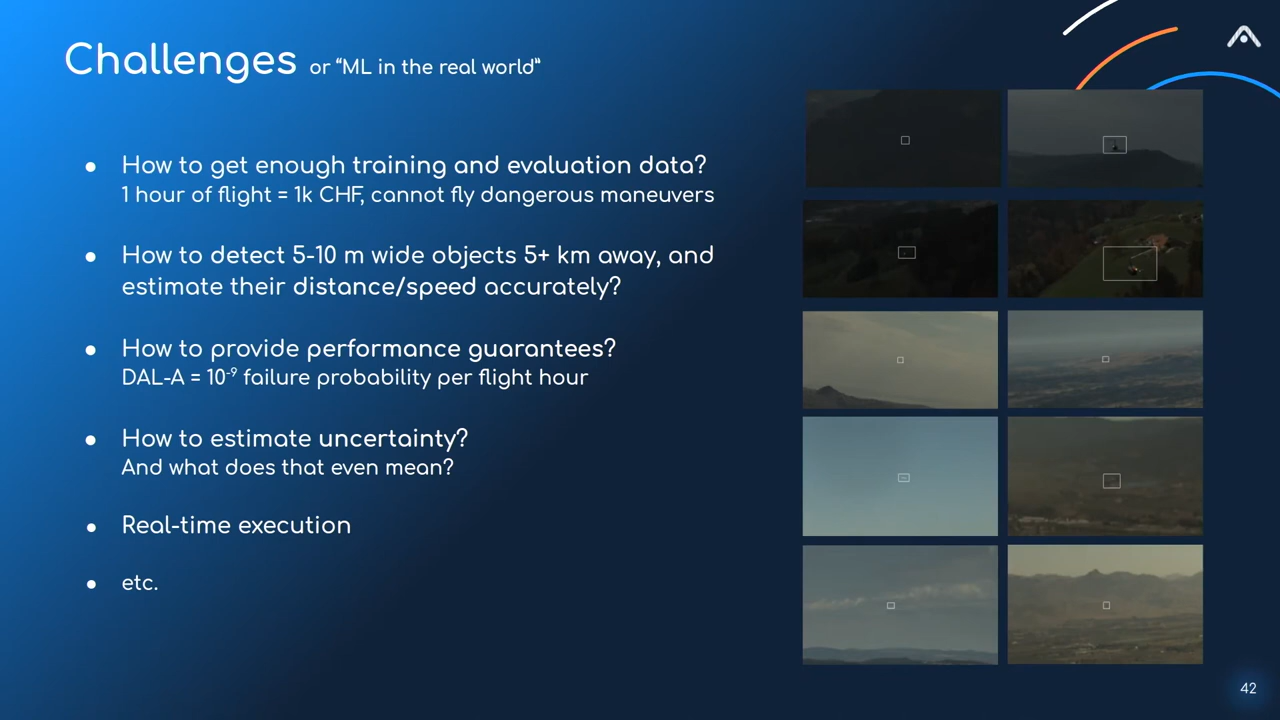 Challenges or “ML in the real world”
● How to get enough training and evaluation data?
1 hour of flight = 1k CHF, cannot fly dangerous maneuvers
● How to detect 5-10 m wide objects 5+ km away, and
estimate their distance/speed accurately?
● How to provide performance guarantees?
DAL-A = 10⁻⁹ failure probability per flight hour
● How to estimate uncertainty?
And what does that even mean?
● Real-time execution
● etc.
42